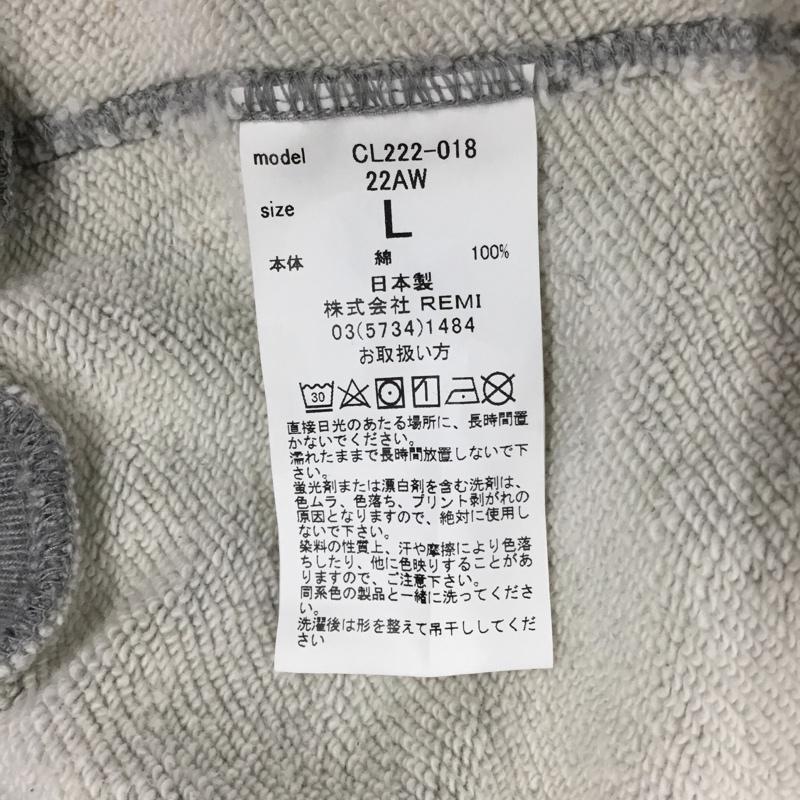 model CL222-018
22AW
size L
本体 綿 100%
日本製
株式会社 REMI
03(5734)1484
お取扱い方
30
直接日光のあたる場所に、長時間置
かないでください。
濡れたままで長時間放置しないで下
さい。
蛍光剤または漂白剤を含む洗剤は、
色ムラ、色落ち、プリント剥がれの
原因となりますので、絶対に使用し
ないで下さい。
染料の性質上、汗や摩擦により色落
ちしたり、他に色映りすることがあ
りますので、ご注意下さい。
同系色の製品と一緒に洗ってくださ
い。
洗濯後は形を整えて吊干ししてくだ
さい